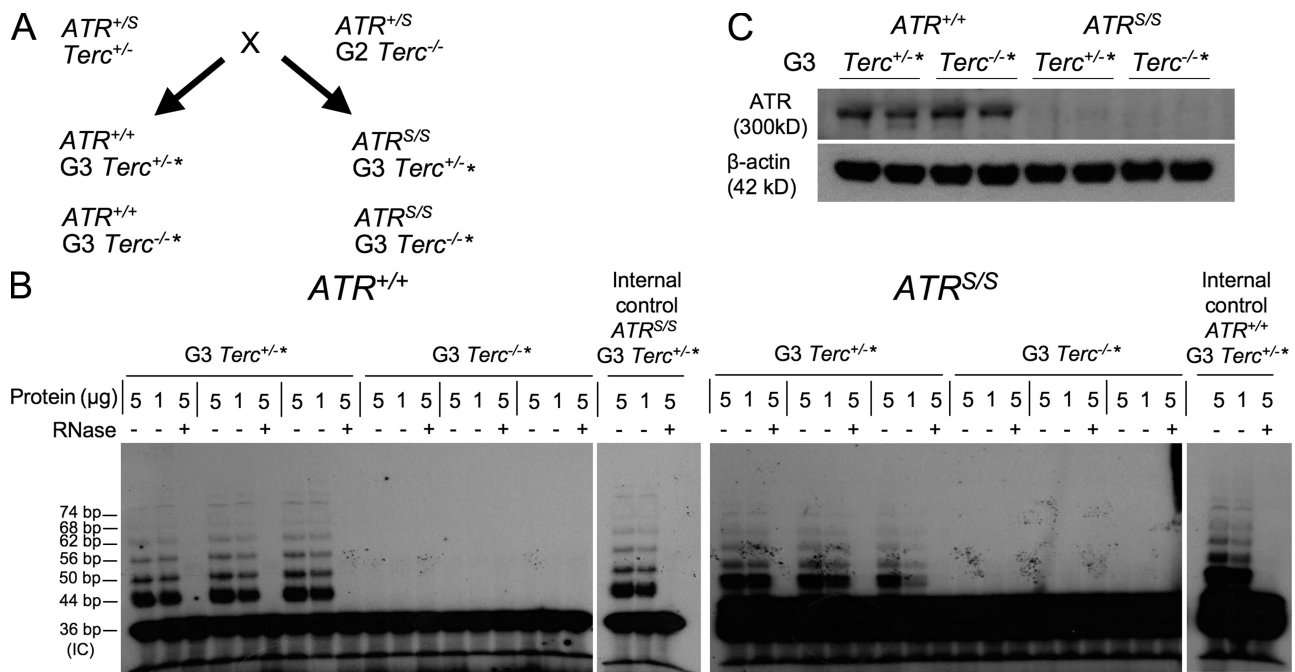 A
ATR+/S
Terc+/-
X
ATR+/S
G2 Terc-/-
ATR+/+
G3 Terc+/-*
ATRS/S
G3 Terc+/-*
ATR+/+
G3 Terc-/-*
ATRS/S
G3 Terc-/-*
C
ATR+/+ ATRS/S
G3 Terc+/-* Terc-/-* Terc+/-* Terc-/-*
ATR
(300kD)
β-actin
(42 kD)
B
ATR+/+
G3 Terc+/-* G3 Terc-/-*
Internal
control
ATRS/S
G3 Terc+/-*
ATRS/S
G3 Terc+/-* G3 Terc-/-*
Internal
control
ATR+/+
G3 Terc+/-*
Protein (μg) 5 1 5 5 1 5 5 1 5 5 1 5 5 1 5 5 1 5 5 1 5 5 1 5 5 1 5 5 1 5 5 1 5 5 1 5 5 1 5 5 1 5
RNase - - + - - + - - + - - + - - + - - + - - + - - + - - + - - + - - + - - + - - + - - +
74 bp
68 bp
62 bp
56 bp
50 bp
44 bp
36 bp
(IC)